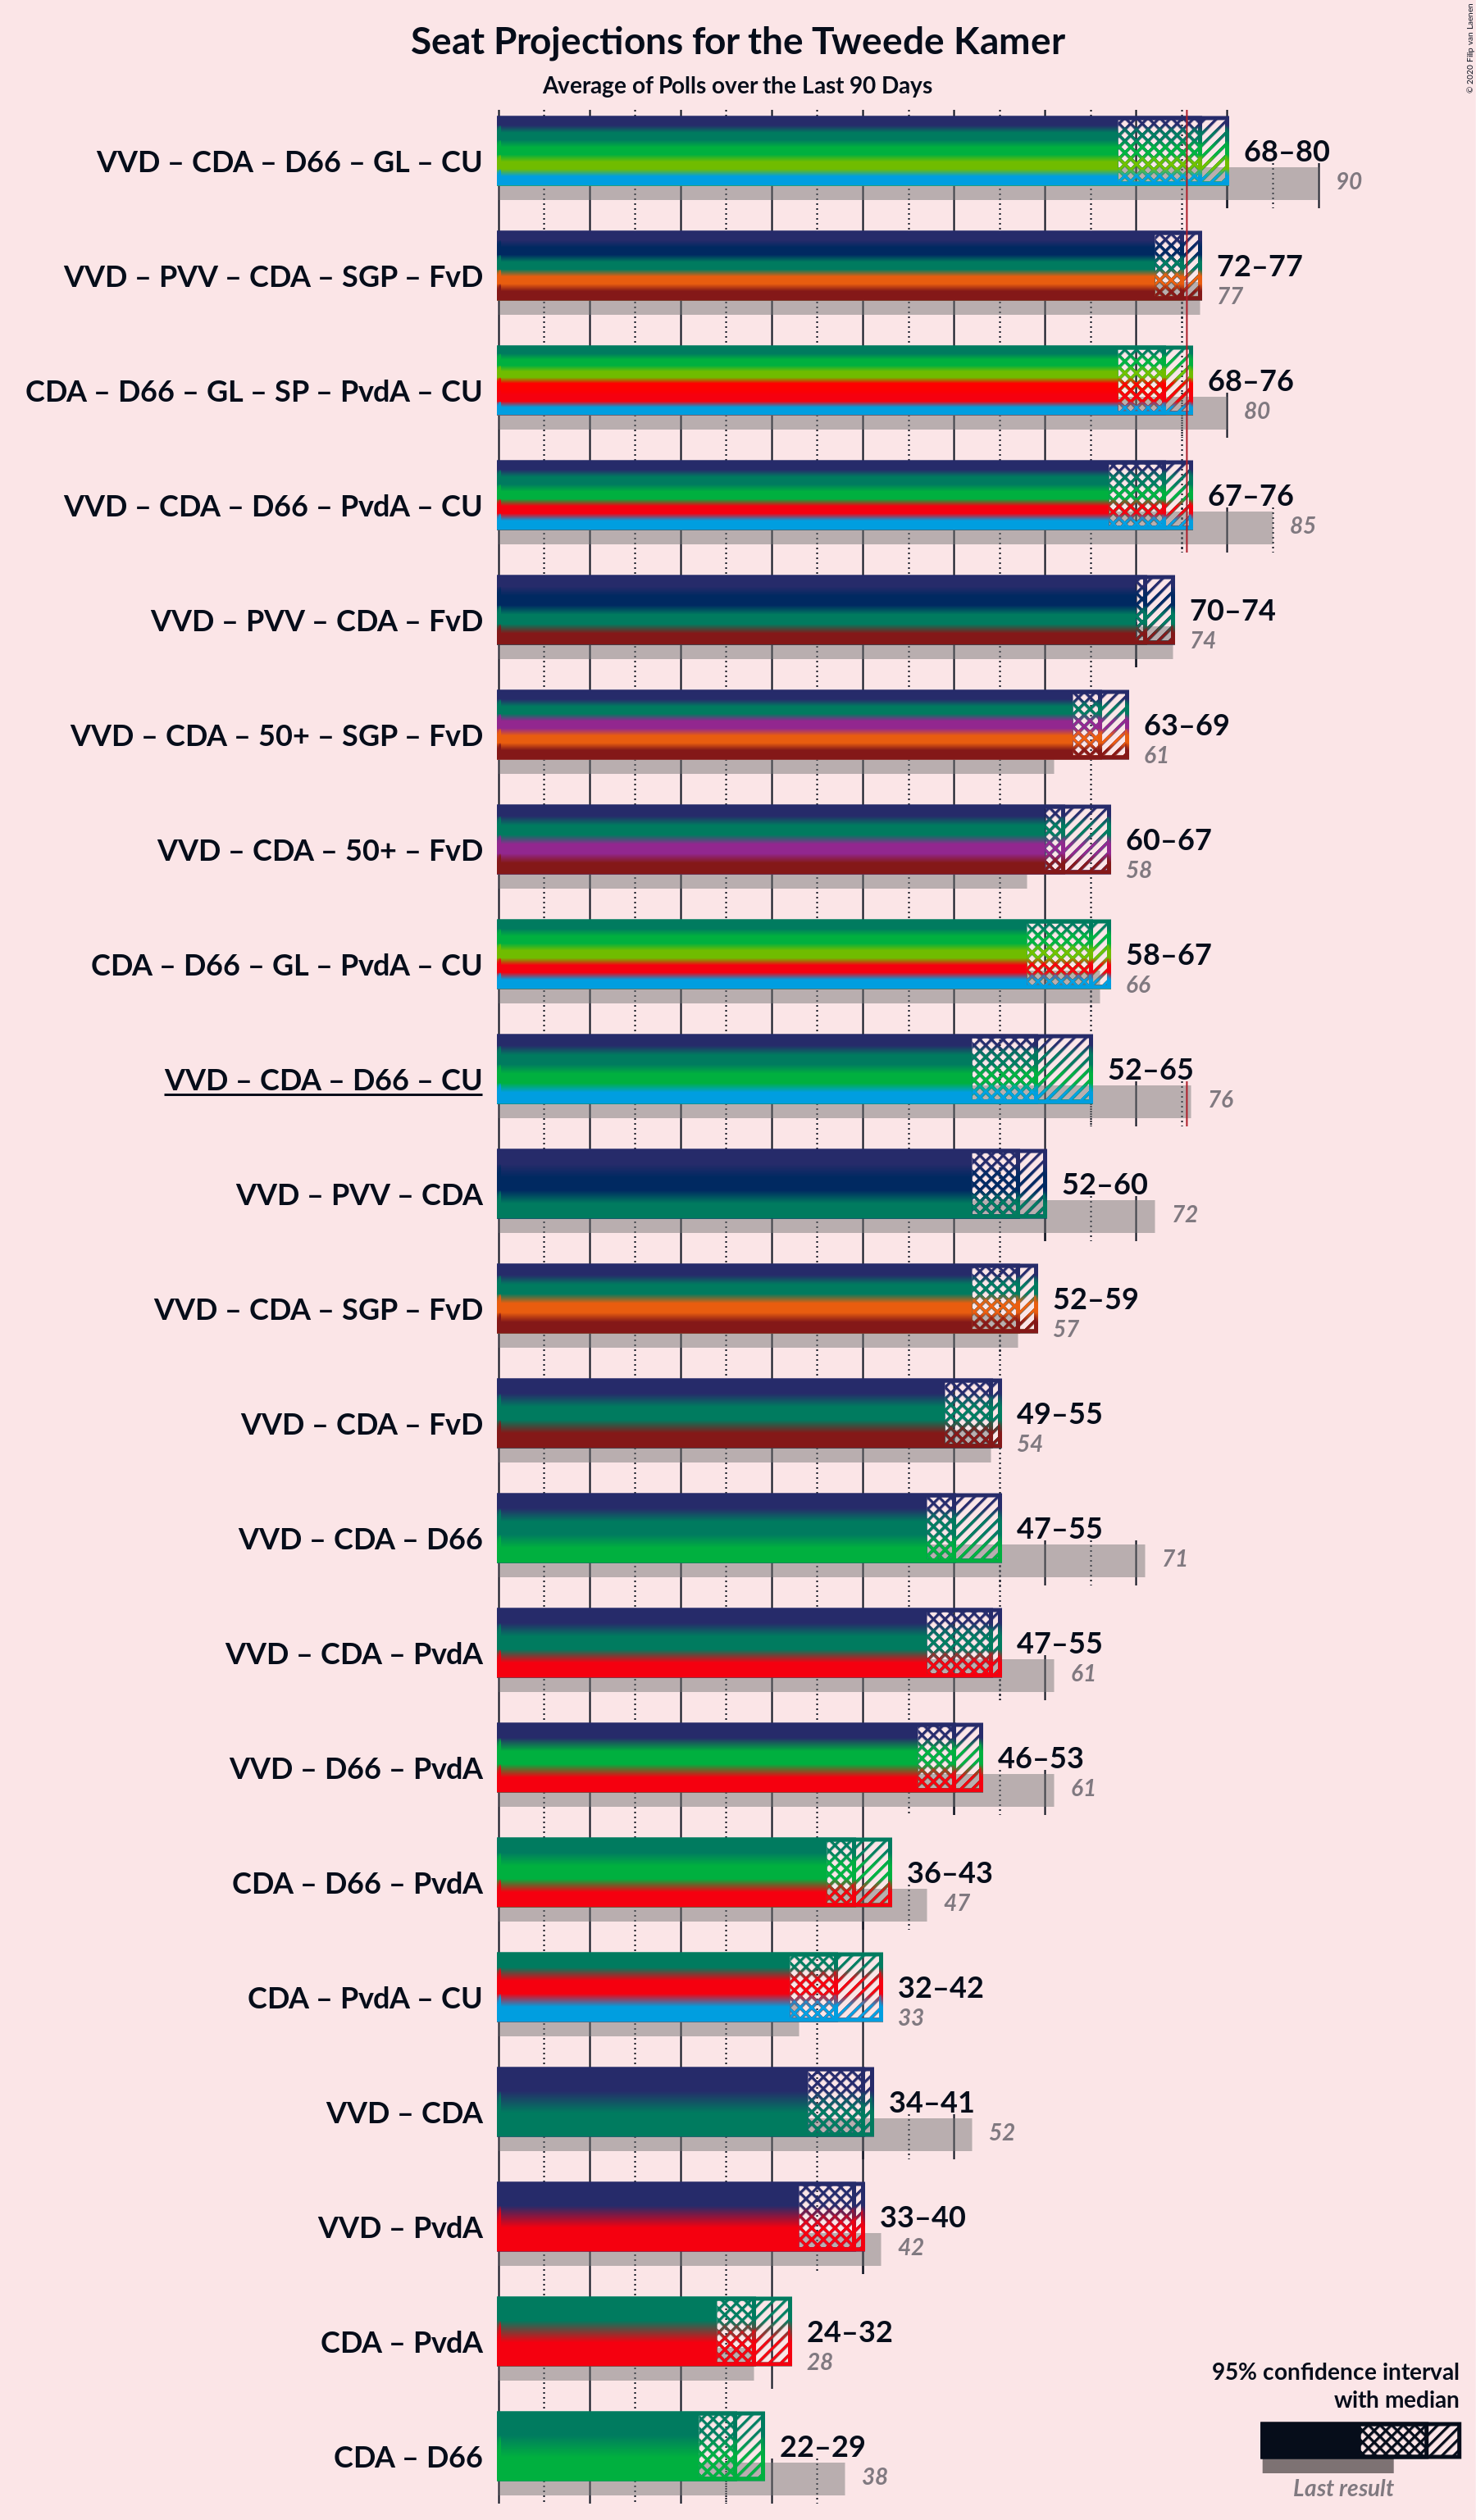 Seat Projections for the Tweede Kamer
Average of Polls over the Last 90 Days
© 2020 Filip van Laenen
VVD – CDA – D66 – GL – CU
68–80
90
VVD – PVV – CDA – SGP – FvD
72–77
77
CDA – D66 – GL – SP – PvdA – CU
68–76
80
VVD – CDA – D66 – PvdA – CU
67–76
85
VVD – PVV – CDA – FvD
70–74
74
VVD – CDA – 50+ – SGP – FvD
63–69
61
VVD – CDA – 50+ – FvD
60–67
58
CDA – D66 – GL – PvdA – CU
58–67
66
VVD – CDA – D66 – CU
52–65
76
VVD – PVV – CDA
52–60
72
VVD – CDA – SGP – FvD
52–59
57
VVD – CDA – FvD
49–55
54
VVD – CDA – D66
47–55
71
VVD – CDA – PvdA
47–55
61
VVD – D66 – PvdA
46–53
61
CDA – D66 – PvdA
36–43
47
CDA – PvdA – CU
32–42
33
VVD – CDA
34–41
52
VVD – PvdA
33–40
42
CDA – PvdA
24–32
28
CDA – D66
22–29
38
95% confidence interval
with median
Last result